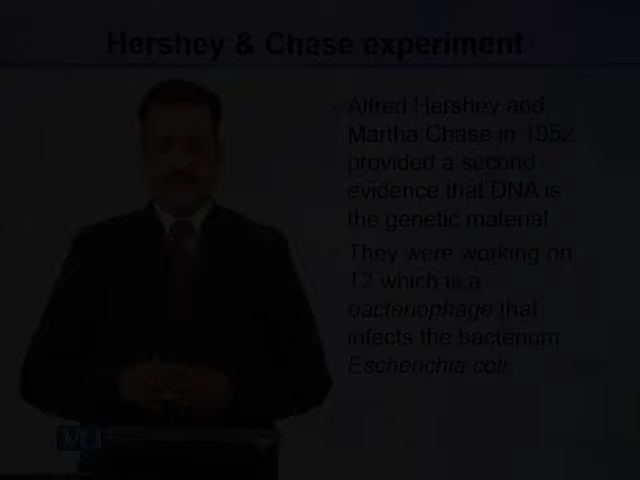 Hershey & Chase experiment
Alfred Hershey and
Martha Chase in 1952
provided a second
evidence that DNA is
the genetic material
They were working on
T2 which is a
bacteriophage that
infects the bacterium
Escherichia coli
VU